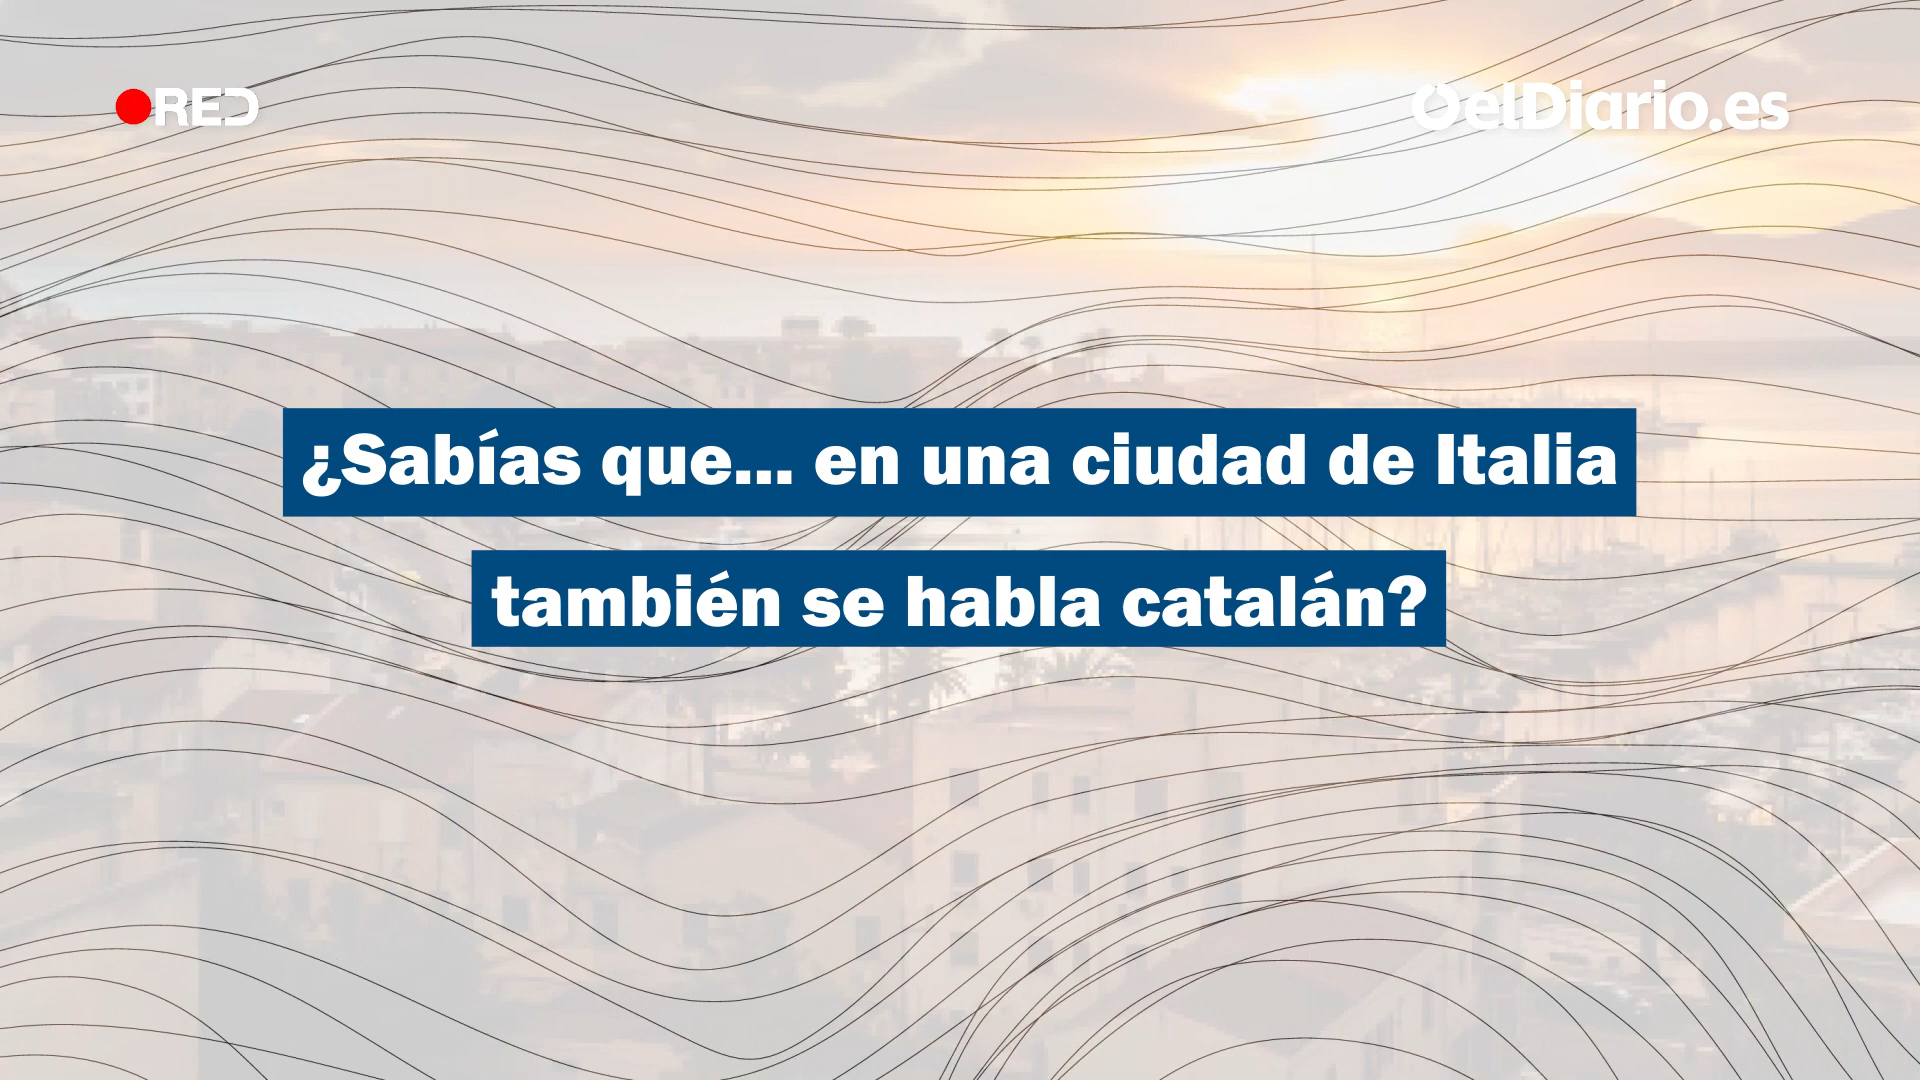 RED
elDiario.es
¿Sabías que... en una ciudad de Italia
también se habla catalán?